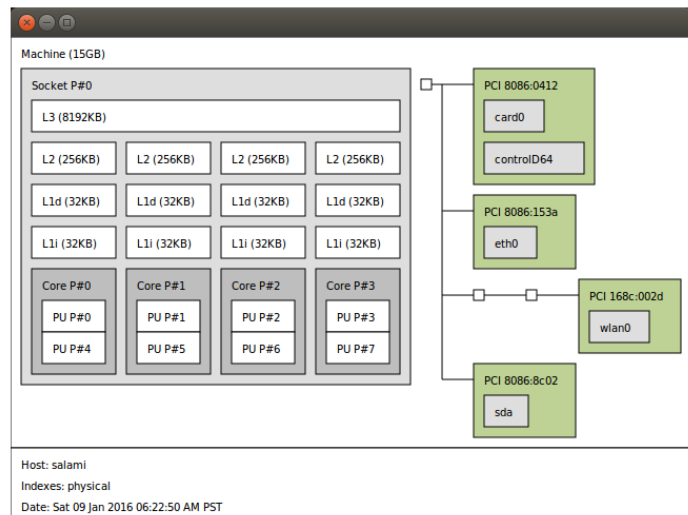 Machine (15GB)
Socket P#0
L3 (8192KB)
L2 (256KB) L2 (256KB) L2 (256KB) L2 (256KB)
L1d (32KB) L1d (32KB) L1d (32KB) L1d (32KB)
L1i (32KB) L1i (32KB) L1i (32KB) L1i (32KB)
Core P#0 Core P#1 Core P#2 Core P#3
PU P#0 PU P#1 PU P#2 PU P#3
PU P#4 PU P#5 PU P#6 PU P#7
PCI 8086:0412
card0
controlD64
PCI 8086:153a
eth0
PCI 168c:002d
wlan0
PCI 8086:8c02
sda
Host: salami
Indexes: physical
Date: Sat 09 Jan 2016 06:22:50 AM PST